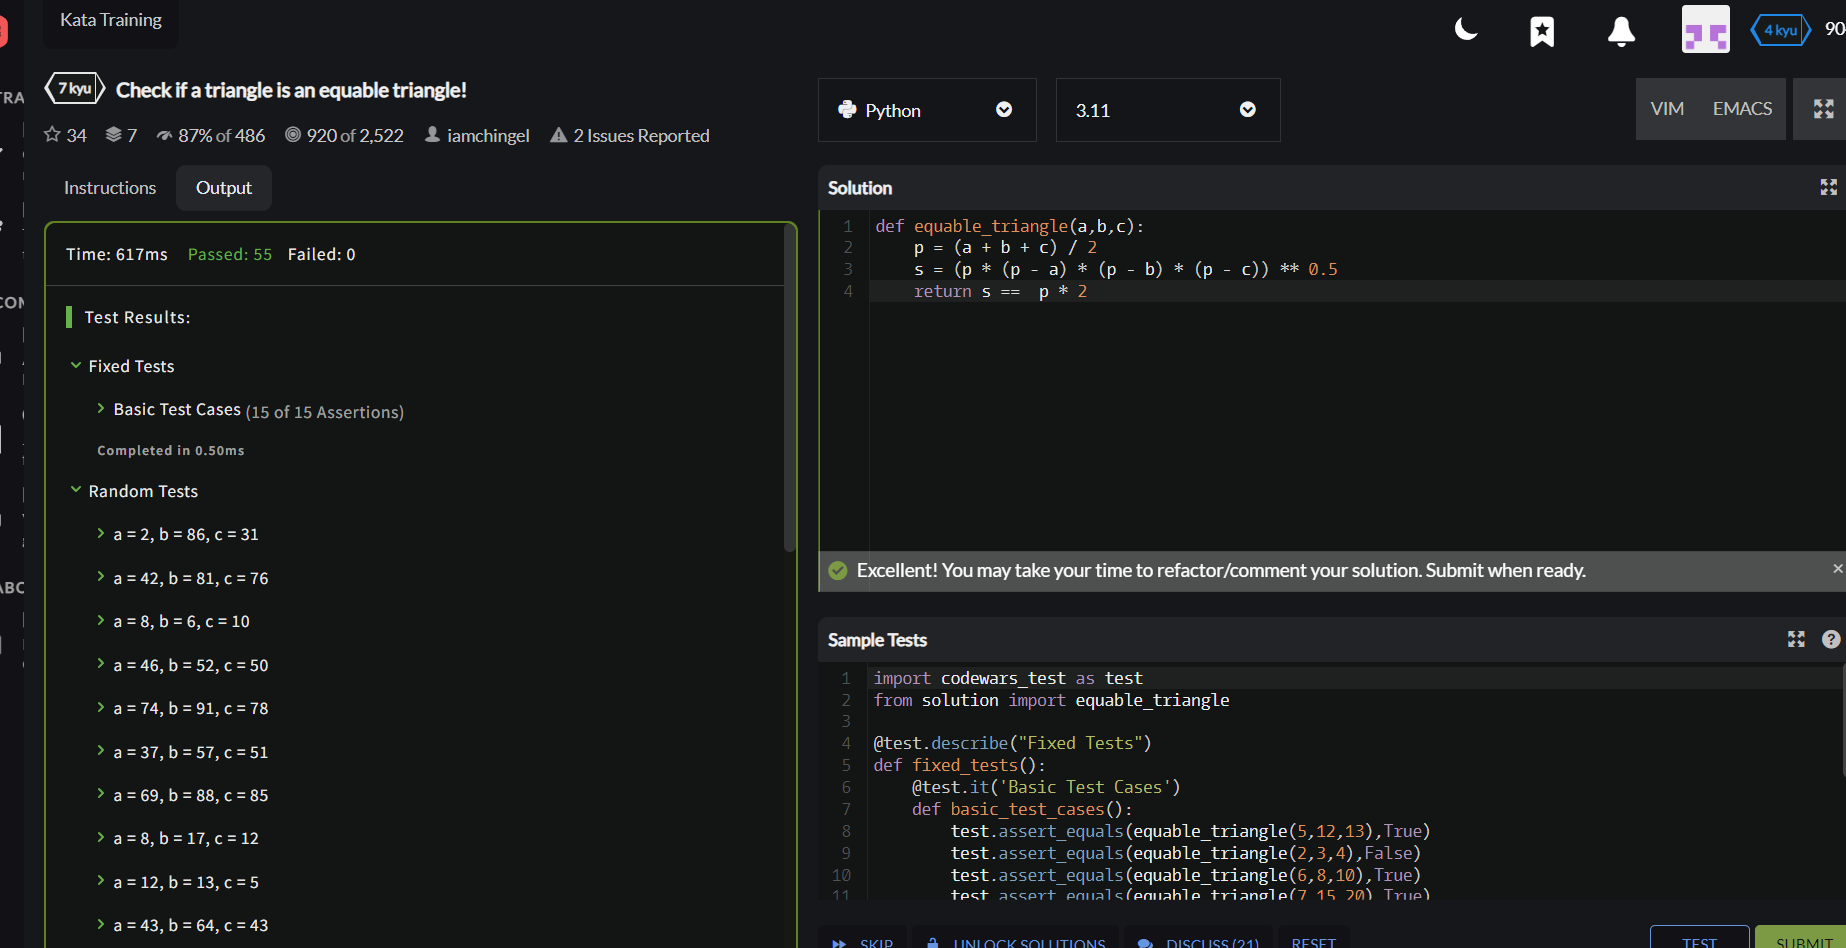 Kata Training
4 kyu
90
7 kyu
Check if a triangle is an equable triangle!
34 7 87% of 486 920 of 2,522 iamchingel 2 Issues Reported
Instructions
Output
Time: 617ms Passed: 55 Failed: 0
Test Results:
Fixed Tests
Basic Test Cases (15 of 15 Assertions)
Completed in 0.50ms
Random Tests
a = 2, b = 86, c = 31
a = 42, b = 81, c = 76
a = 8, b = 6, c = 10
a = 46, b = 52, c = 50
a = 74, b = 91, c = 78
a = 37, b = 57, c = 51
a = 69, b = 88, c = 85
a = 8, b = 17, c = 12
a = 12, b = 13, c = 5
a = 43, b = 64, c = 43
Python
3.11
VIM EMACS
Solution
1 def equable_triangle(a,b,c):
2 p = (a + b + c) / 2
3 s = (p * (p - a) * (p - b) * (p - c)) ** 0.5
4 return s ==  p * 2
Excellent! You may take your time to refactor/comment your solution. Submit when ready.
×
Sample Tests
?
1 import codewars_test as test
2 from solution import equable_triangle
3
4 @test.describe("Fixed Tests")
5 def fixed_tests():
6 @test.it('Basic Test Cases')
7 def basic_test_cases():
8 test.assert_equals(equable_triangle(5,12,13),True)
9 test.assert_equals(equable_triangle(2,3,4),False)
10 test.assert_equals(equable_triangle(6,8,10),True)
11 test.assert_equals(equable_triangle(7,15,20),True)
SKIP
UNLOCK SOLUTIONS
DISCUSS (21)
RESET
TEST
SUBMIT